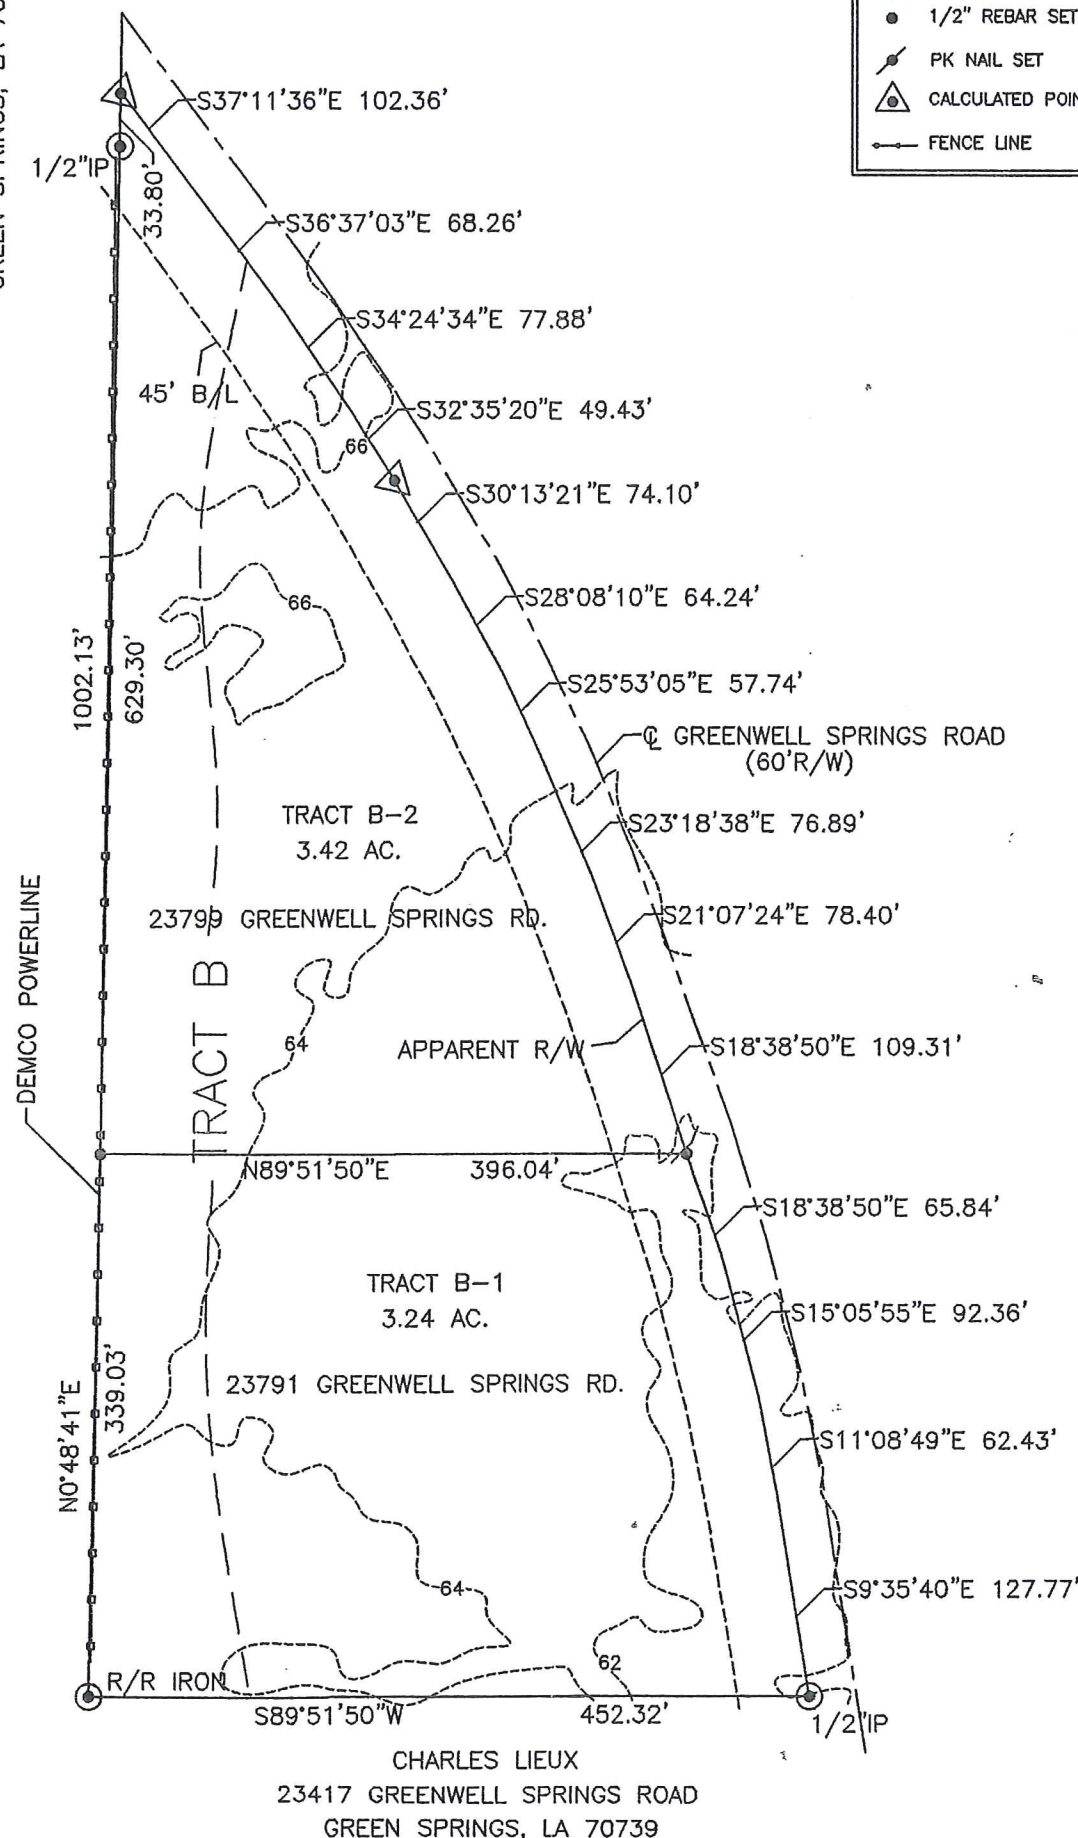 1/2" REBAR SET
PK NAIL SET
CALCULATED POIN
FENCE LINE
S37°11'36"E 102.36'
1/2"IP
33.80'
S36°37'03"E 68.26'
S34°24'34"E 77.88'
45' B/L
S32°35'20"E 49.43'
66
S30°13'21"E 74.10'
S28°08'10"E 64.24'
66
1002.13'
629.30'
S25°53'05"E 57.74'
℄ GREENWELL SPRINGS ROAD
(60'R/W)
TRACT B-2
3.42 AC.
S23°18'38"E 76.89'
23799 GREENWELL SPRINGS RD.
S21°07'24"E 78.40'
DEMCO POWERLINE
TRACT B
64
APPARENT R/W
S18°38'50"E 109.31'
N89°51'50"E 396.04'
S18°38'50"E 65.84'
TRACT B-1
3.24 AC.
S15°05'55"E 92.36'
23791 GREENWELL SPRINGS RD.
N0°48'41"E
339.03'
S11°08'49"E 62.43'
64
S9°35'40"E 127.77'
62
R/R IRON
S89°51'50"W 452.32'
1/2"IP
CHARLES LIEUX
23417 GREENWELL SPRINGS ROAD
GREEN SPRINGS, LA 70739